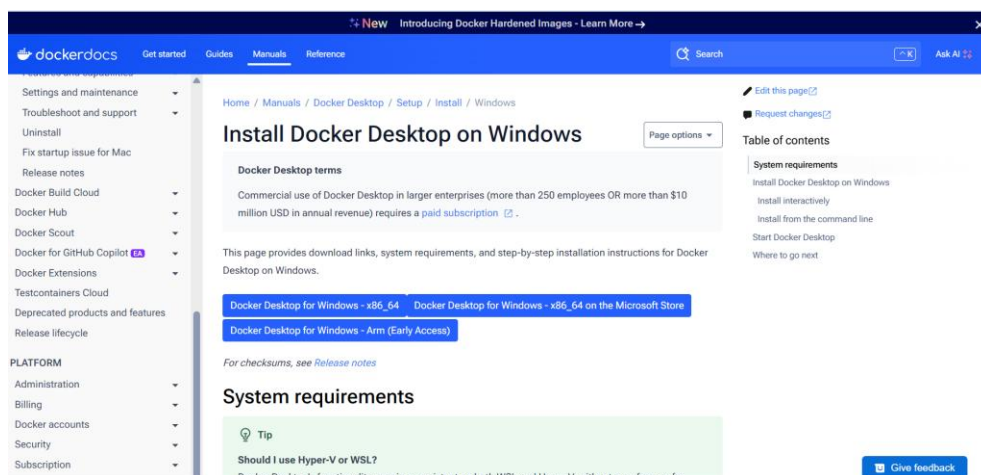 New Introducing Docker Hardened Images - Learn More →
dockerdocs
Get started
Guides
Manuals
Reference
Search
^K
Ask AI
Settings and maintenance
Troubleshoot and support
Uninstall
Fix startup issue for Mac
Release notes
Docker Build Cloud
Docker Hub
Docker Scout
Docker for GitHub Copilot EA
Docker Extensions
Testcontainers Cloud
Deprecated products and features
Release lifecycle
PLATFORM
Administration
Billing
Docker accounts
Security
Subscription
Home / Manuals / Docker Desktop / Setup / Install / Windows
Install Docker Desktop on Windows
Page options
Docker Desktop terms
Commercial use of Docker Desktop in larger enterprises (more than 250 employees OR more than $10
million USD in annual revenue) requires a paid subscription .
This page provides download links, system requirements, and step-by-step installation instructions for Docker
Desktop on Windows.
Docker Desktop for Windows - x86_64
Docker Desktop for Windows - x86_64 on the Microsoft Store
Docker Desktop for Windows - Arm (Early Access)
For checksums, see Release notes
System requirements
Tip
Should I use Hyper-V or WSL?
Edit this page
Request changes
Table of contents
System requirements
Install Docker Desktop on Windows
Install interactively
Install from the command line
Start Docker Desktop
Where to go next
Give feedback